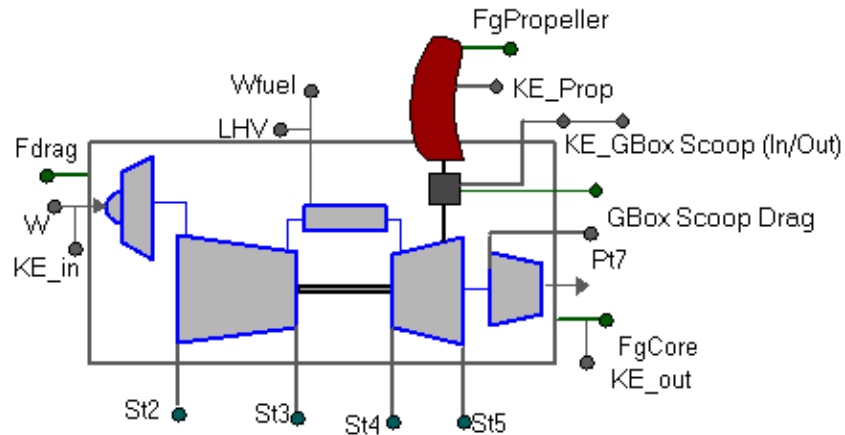 FgPropeller
Wfuel
KE_Prop
LHV
KE_GBox Scoop (In/Out)
Fdrag
GBox Scoop Drag
W
KE_in
Pt7
FgCore
KE_out
St2
St3
St4
St5